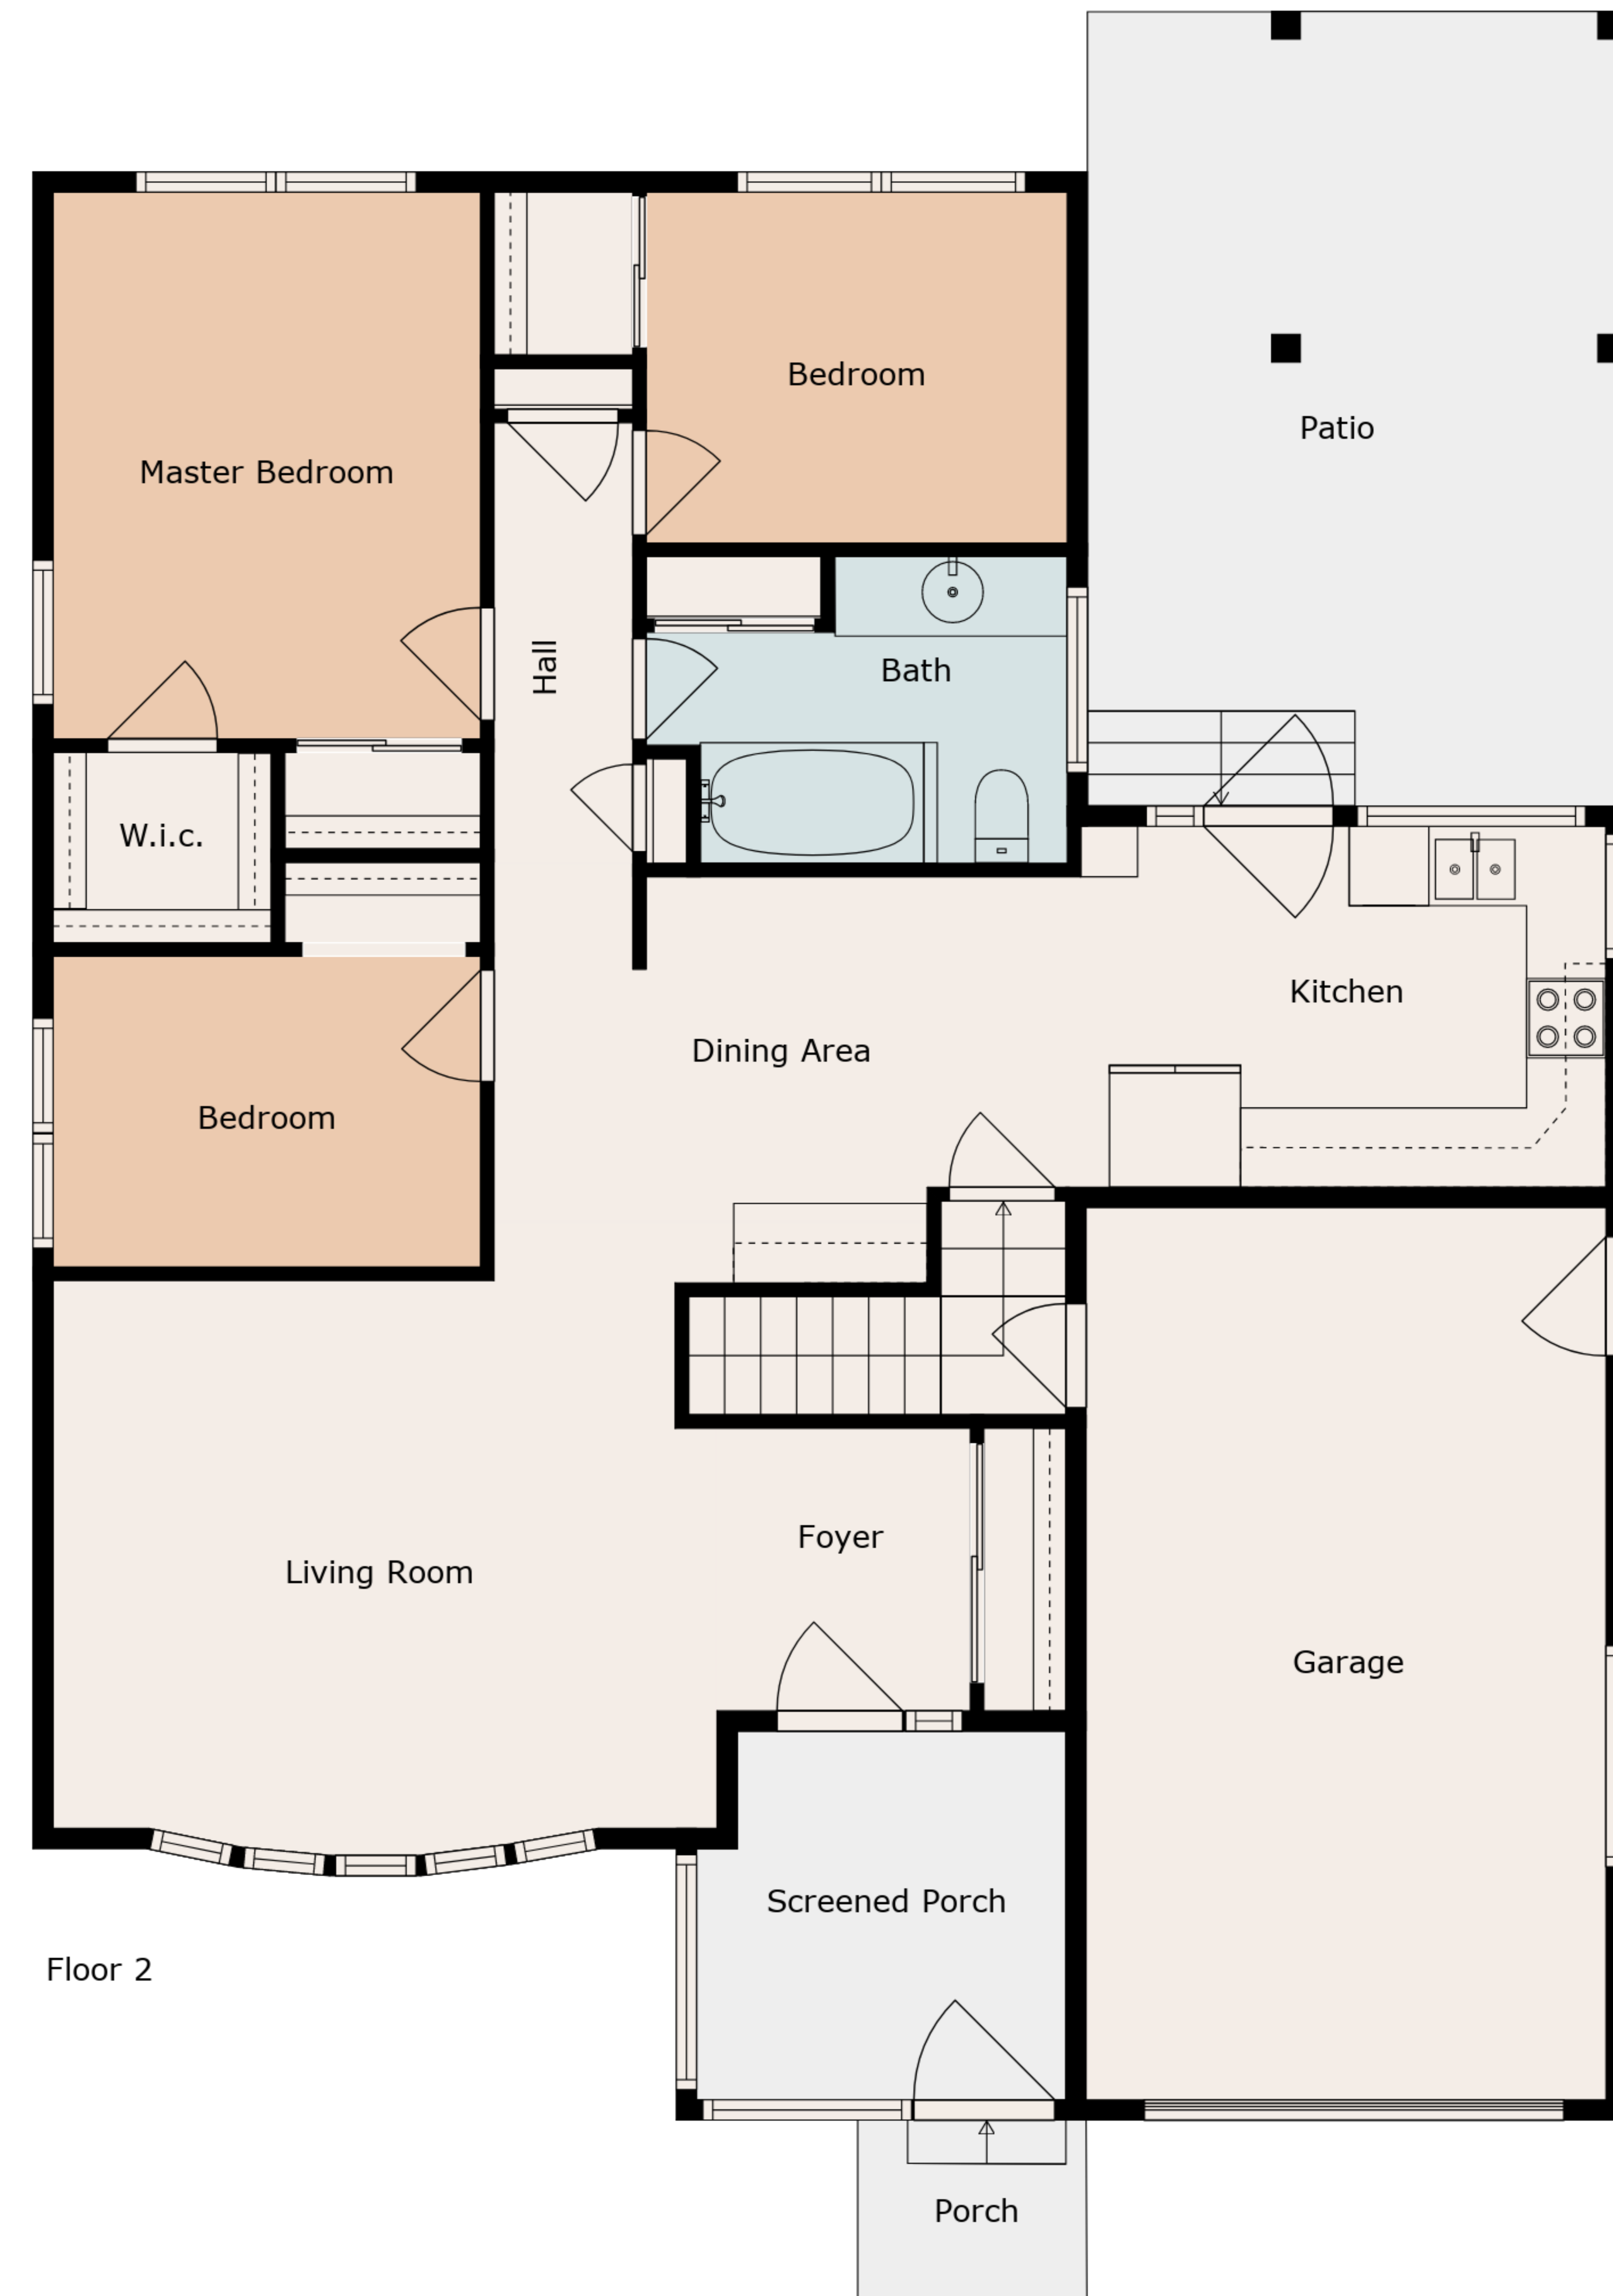 Bedroom
Patio
Master Bedroom
Hall
Bath
W.i.c.
Kitchen
Dining Area
Bedroom
Foyer
Living Room
Garage
Screened Porch
Floor 2
Porch